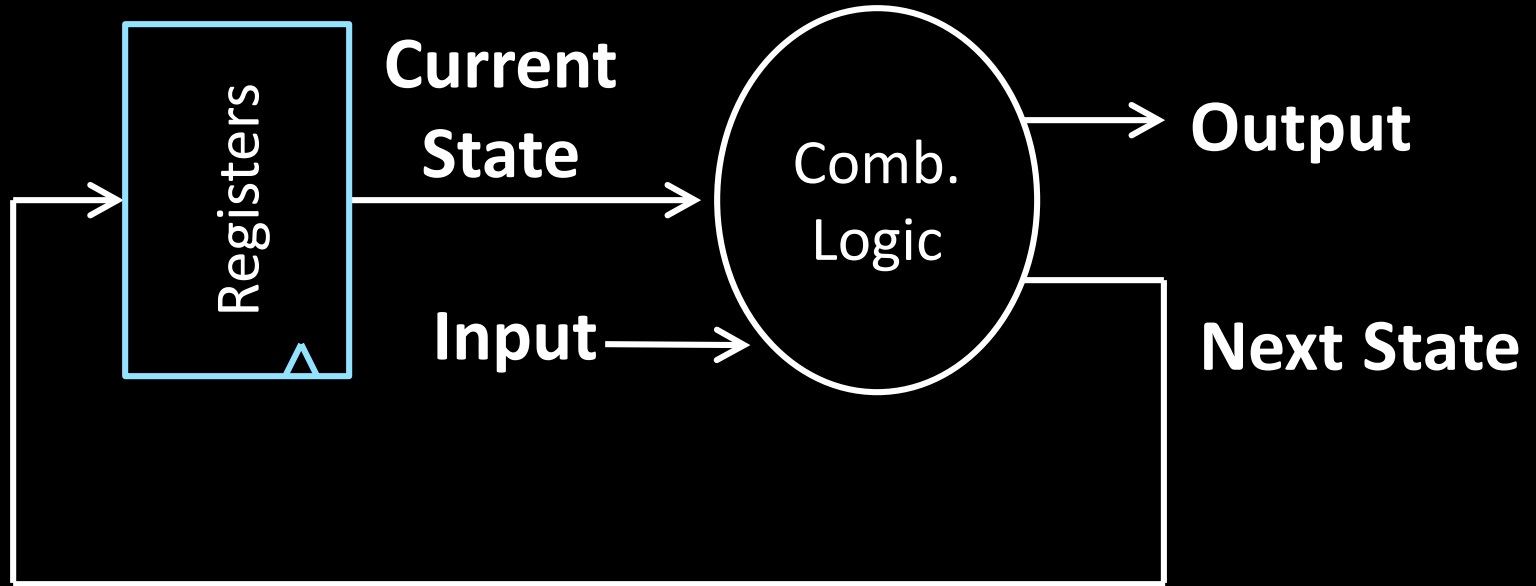 Registers
Current
State
Input
Comb.
Logic
Output
Next State